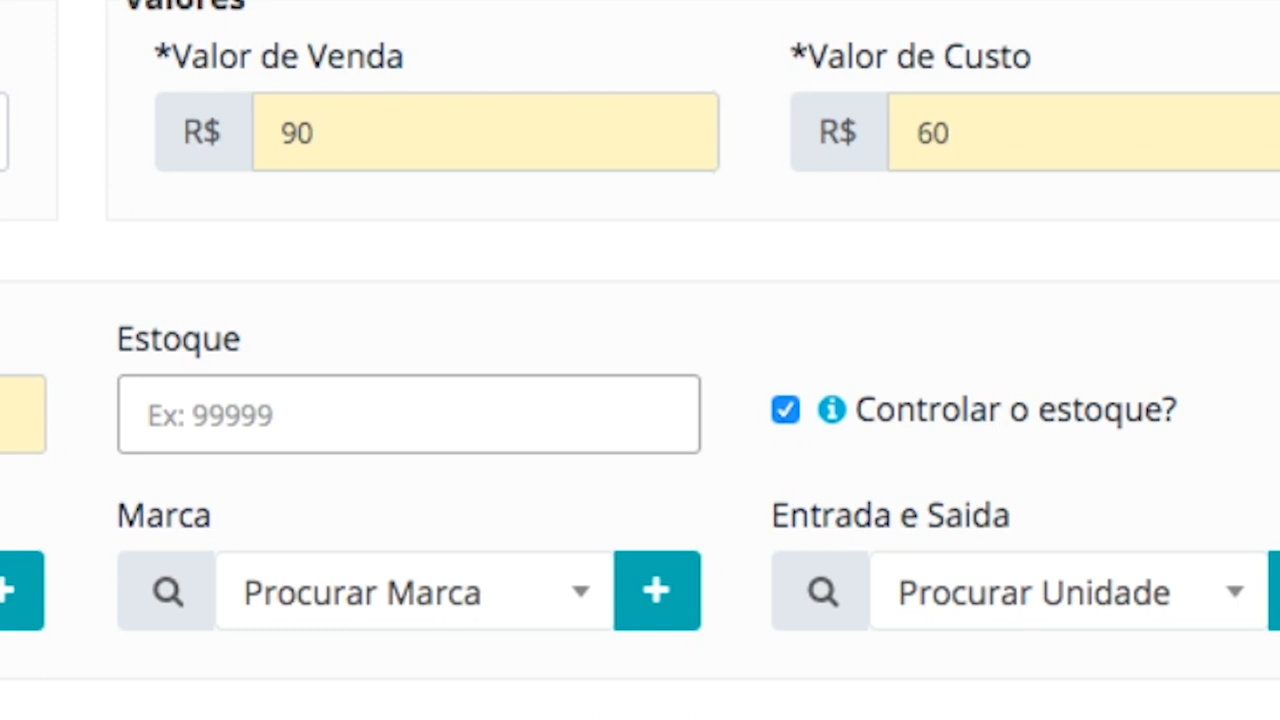 Valores
*Valor de Venda
*Valor de Custo
R$ 90
R$ 60
Estoque
Ex: 99999
Controlar o estoque?
Marca
Entrada e Saida
Procurar Marca
Procurar Unidade